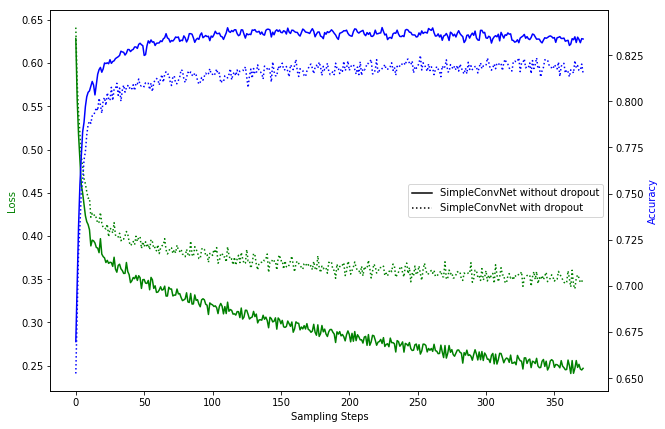 0.65
0.60
0.55
0.50
0.45
0.40
0.35
0.30
0.25
Loss
0 50 100 150 200 250 300 350
Sampling Steps
0.825
0.800
0.775
0.750
0.725
0.700
0.675
0.650
Accuracy
SimpleConvNet without dropout
SimpleConvNet with dropout